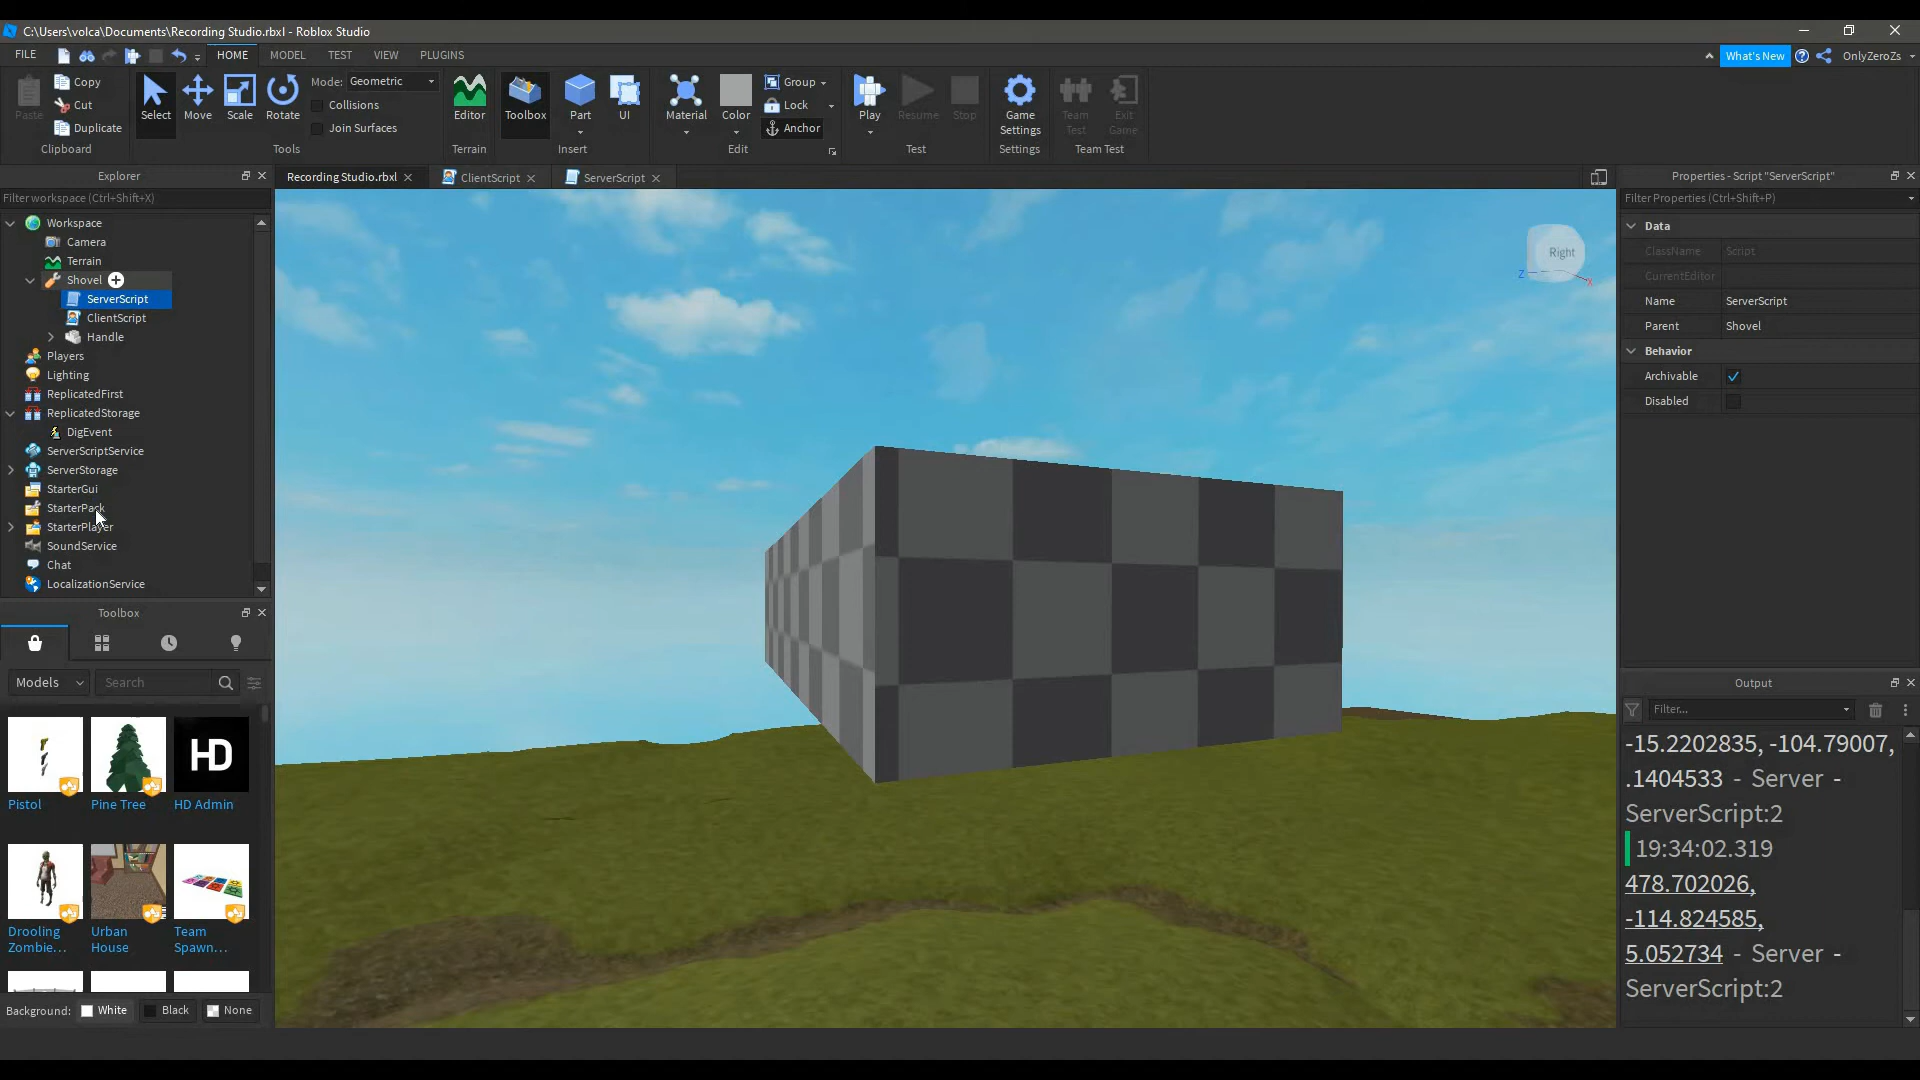 C:\Users\volca\Documents\Recording Studio.rbxl - Roblox Studio
FILE
HOME
MODEL
TEST
VIEW
PLUGINS
What's New
OnlyZeroZs
Paste
Copy
Cut
Duplicate
Clipboard
Select
Move
Scale
Rotate
Mode: Geometric
Collisions
Join Surfaces
Tools
Editor
Terrain
Toolbox
Part
UI
Insert
Material
Color
Group
Lock
Anchor
Edit
Play
Resume
Stop
Test
Game
Settings
Settings
Team
Test
Exit
Game
Team Test
Explorer
Filter workspace (Ctrl+Shift+X)
Workspace
Camera
Terrain
Shovel
ServerScript
ClientScript
Handle
Players
Lighting
ReplicatedFirst
ReplicatedStorage
DigEvent
ServerScriptService
ServerStorage
StarterGui
StarterPack
StarterPlayer
SoundService
Chat
LocalizationService
Toolbox
Models
Search
Pistol
Pine Tree
HD
HD Admin
Drooling
Zombie...
Urban
House
Team
Spawn...
Background:
White
Black
None
Recording Studio.rbxl
ClientScript
ServerScript
Right
Z
X
Properties - Script "ServerScript"
Filter Properties (Ctrl+Shift+P)
Data
ClassName Script
CurrentEditor
Name ServerScript
Parent Shovel
Behavior
Archivable
Disabled
Output
Filter...
-15.2202835, -104.79007,
.1404533 - Server -
ServerScript:2
19:34:02.319
478.702026,
-114.824585,
5.052734 - Server -
ServerScript:2